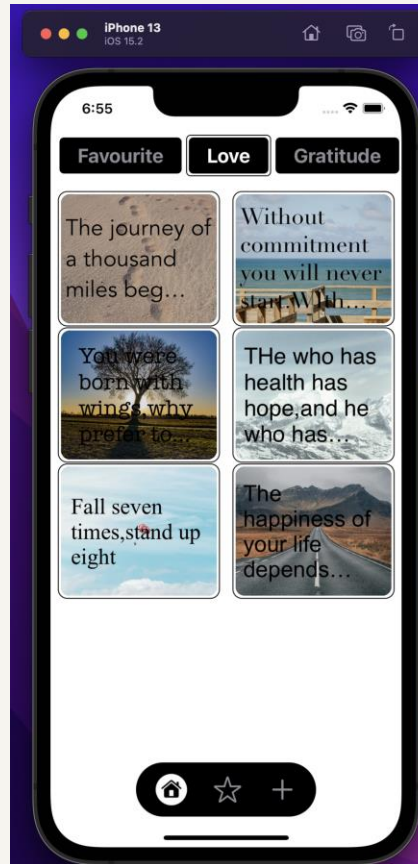 iPhone 13
iOS 15.2
6:55
Favourite
Love
Gratitude
The journey of
a thousand
miles beg…
Without
commitment
you will never
start,With…
You were
born with
wings,why
prefer to…
THe who has
health has
hope,and he
who has…
Fall seven
times,stand up
eight
The
happiness of
your life
depends…